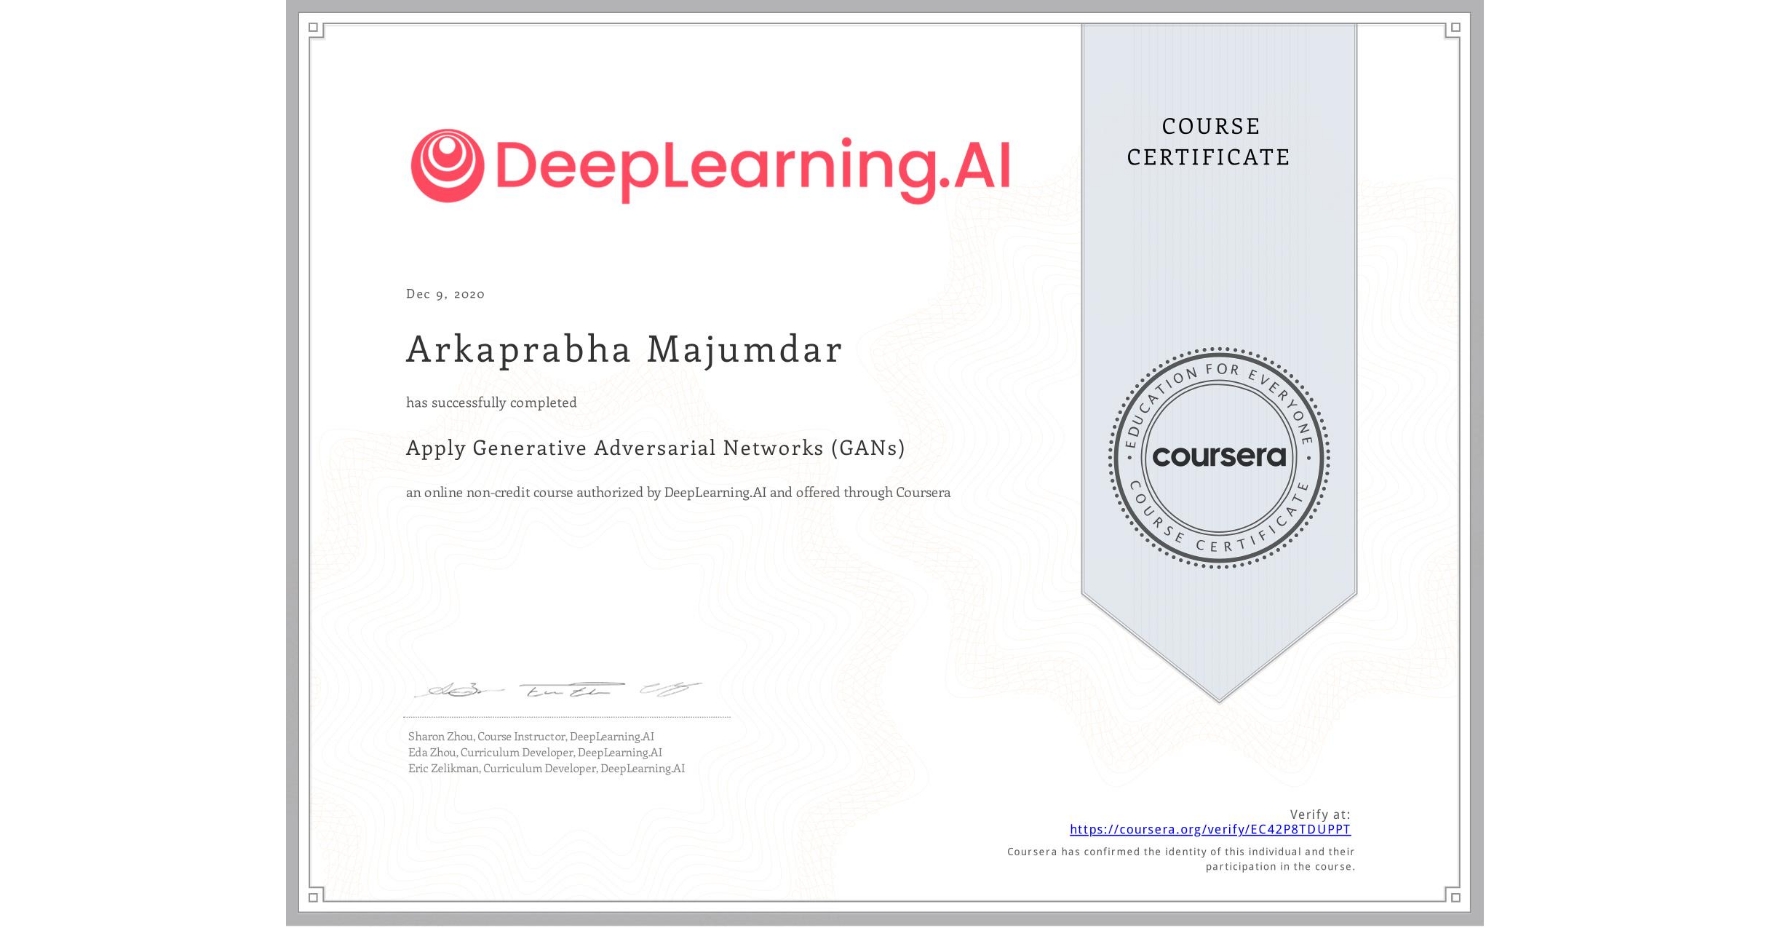 DeepLearning.AI
COURSE
CERTIFICATE
Dec 9, 2020
Arkaprabha Majumdar
has successfully completed
Apply Generative Adversarial Networks (GANs)
an online non-credit course authorized by DeepLearning.AI and offered through Coursera
EDUCATION FOR EVERYONE
coursera
COURSE CERTIFICATE
Sharon Zhou, Course Instructor, DeepLearning.AI
Eda Zhou, Curriculum Developer, DeepLearning.AI
Eric Zelikman, Curriculum Developer, DeepLearning.AI
Verify at:
https://coursera.org/verify/EC42P8TDUPPT
Coursera has confirmed the identity of this individual and their
participation in the course.